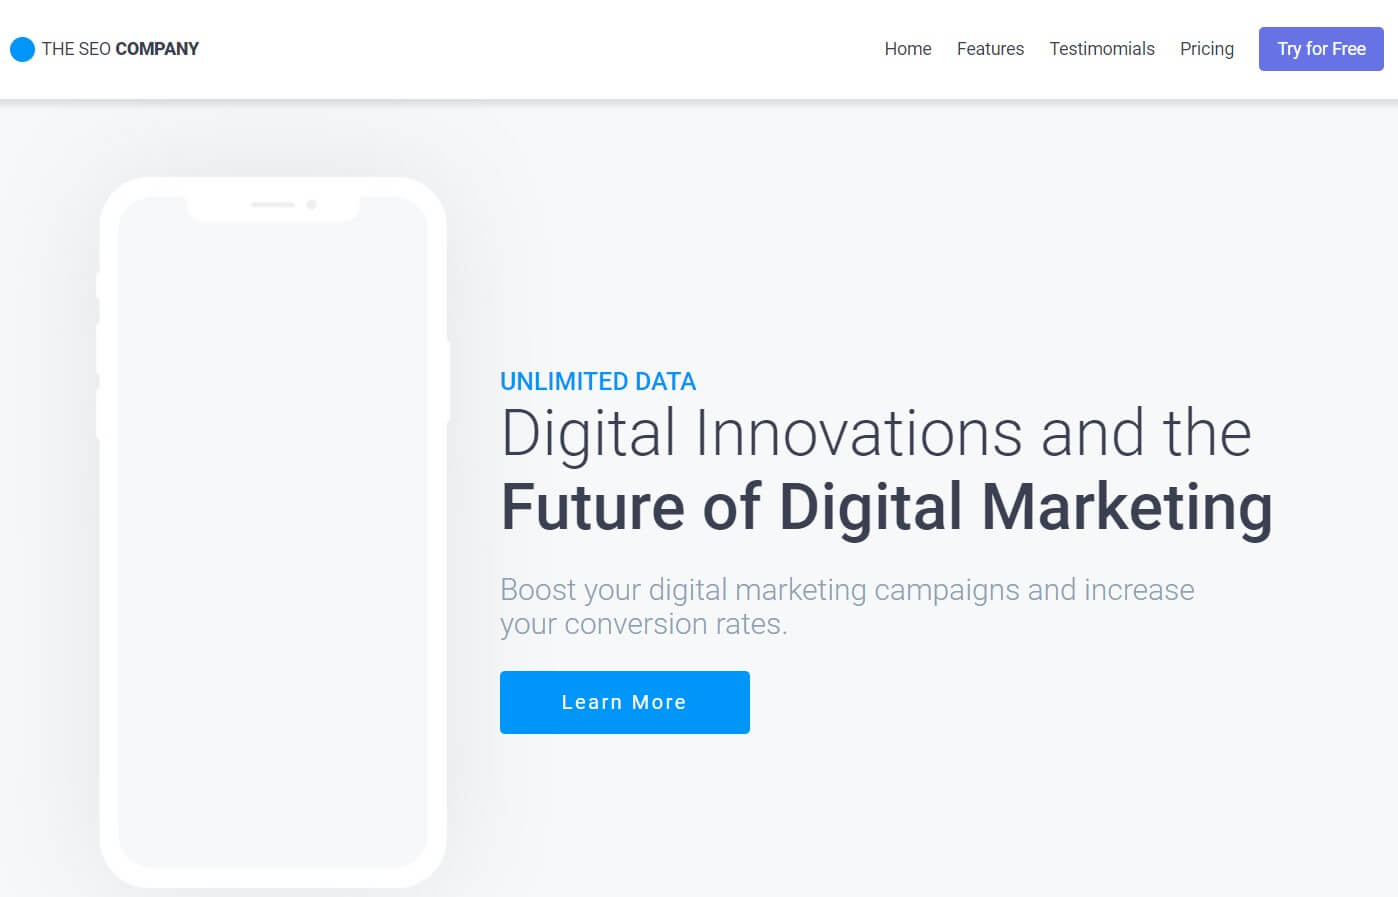 THE SEO COMPANY
Home Features Testimomials Pricing Try for Free
UNLIMITED DATA
Digital Innovations and the
Future of Digital Marketing
Boost your digital marketing campaigns and increase
your conversion rates.
Learn More